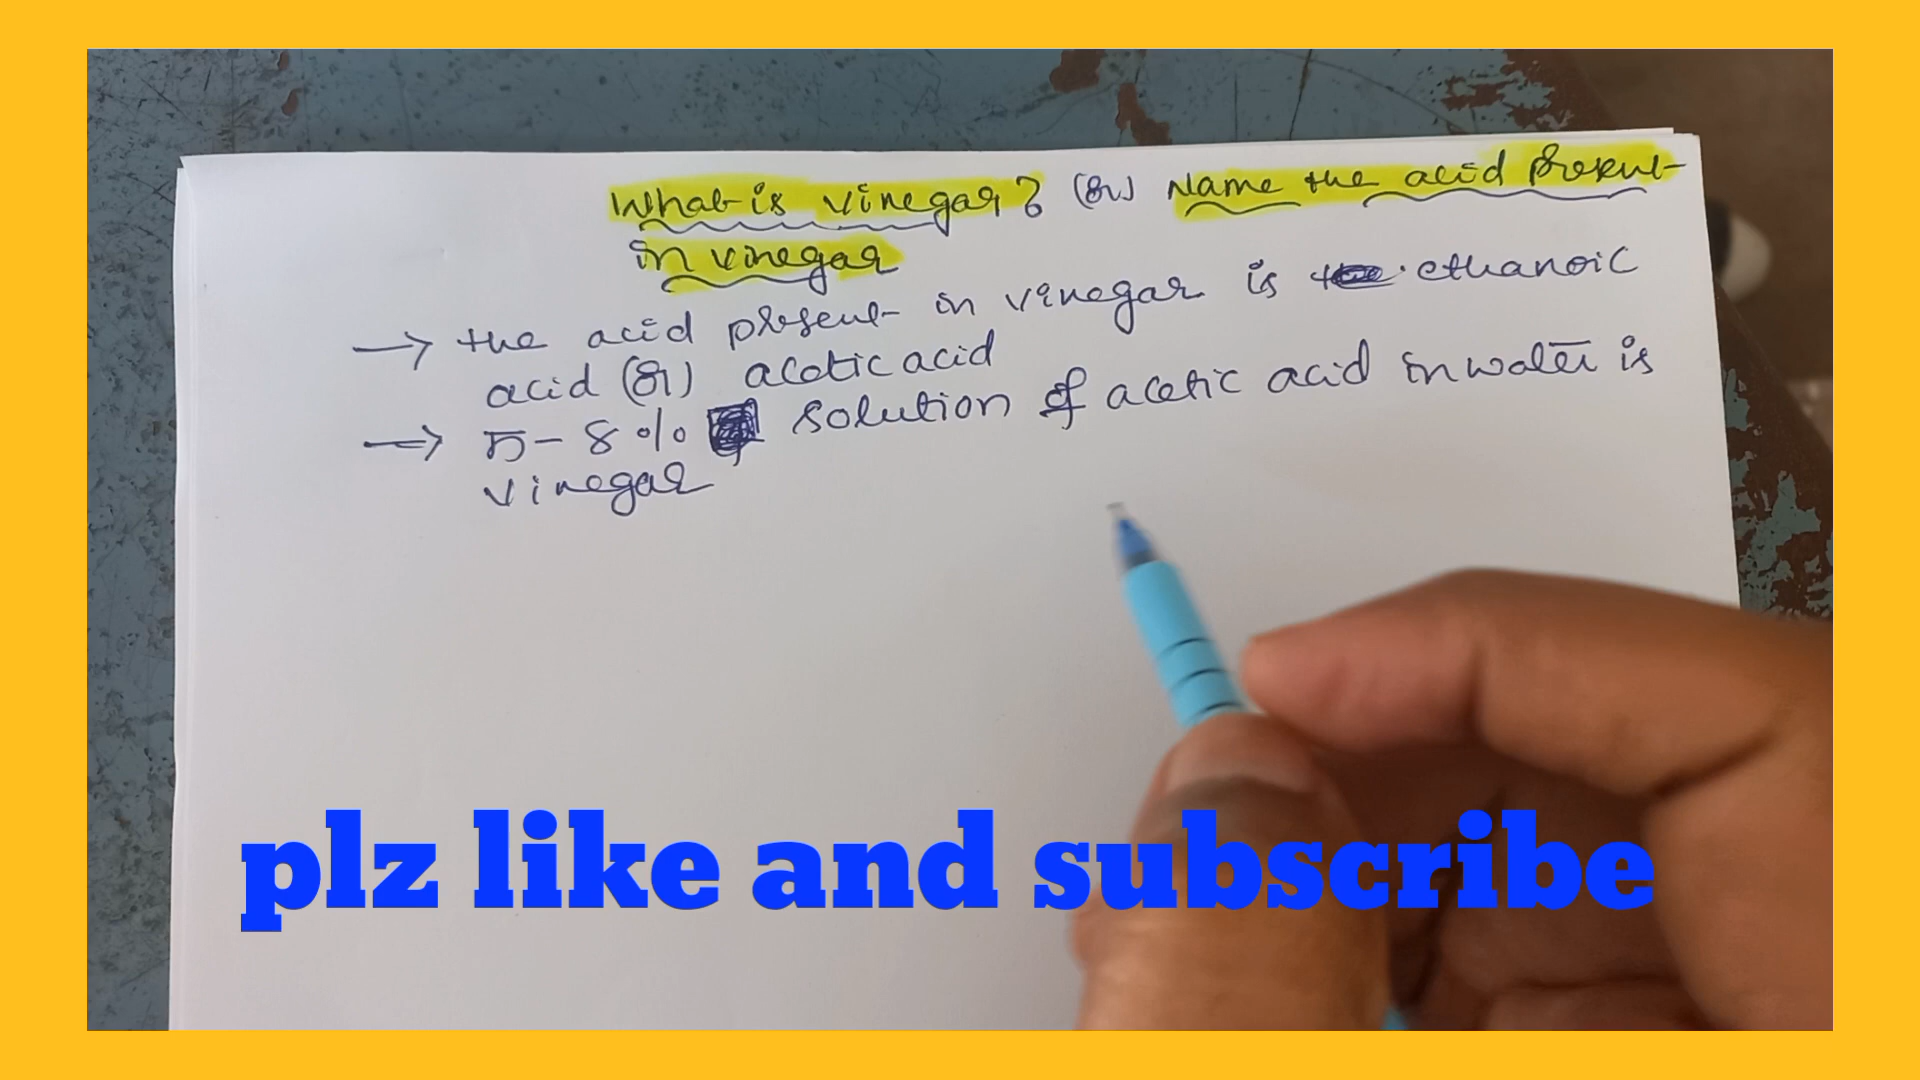 What is vinegar? (or) Name the acid present
in vinegar
→ the acid present in vinegar is ethanoic
acid (or) acetic acid
→ 5-8% solution of acetic acid in water is
vinegar
plz like and subscribe